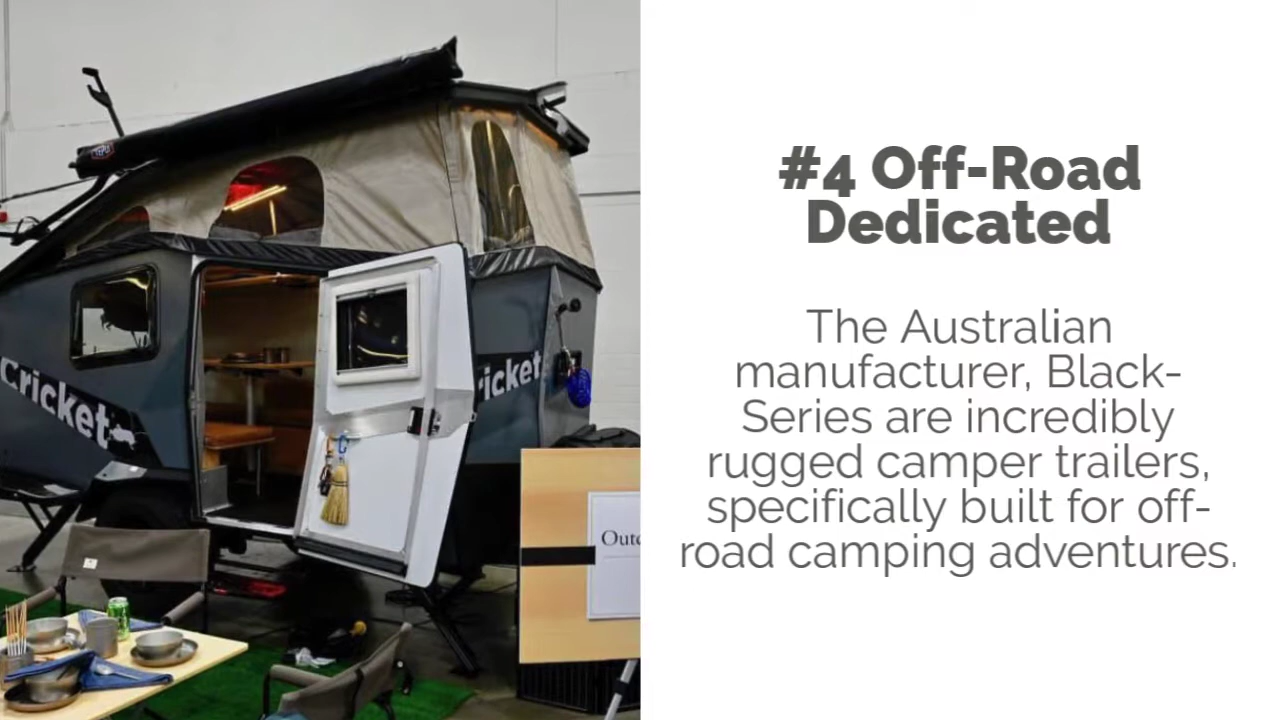 #4 Off-Road
Dedicated
The Australian
manufacturer, Black-
Series are incredibly
rugged camper trailers,
specifically built for off-
road camping adventures.
Cricket
ricket
Outd